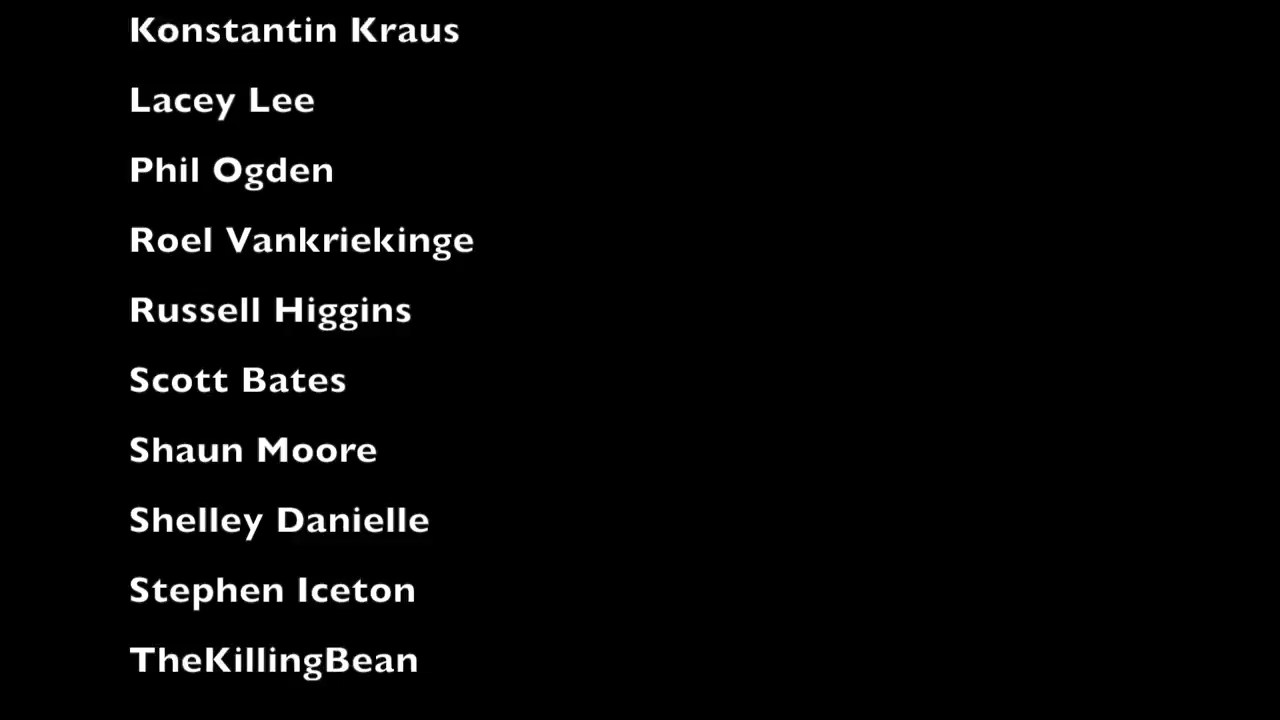 Konstantin Kraus
Lacey Lee
Phil Ogden
Roel Vankriekinge
Russell Higgins
Scott Bates
Shaun Moore
Shelley Danielle
Stephen Iceton
TheKillingBean